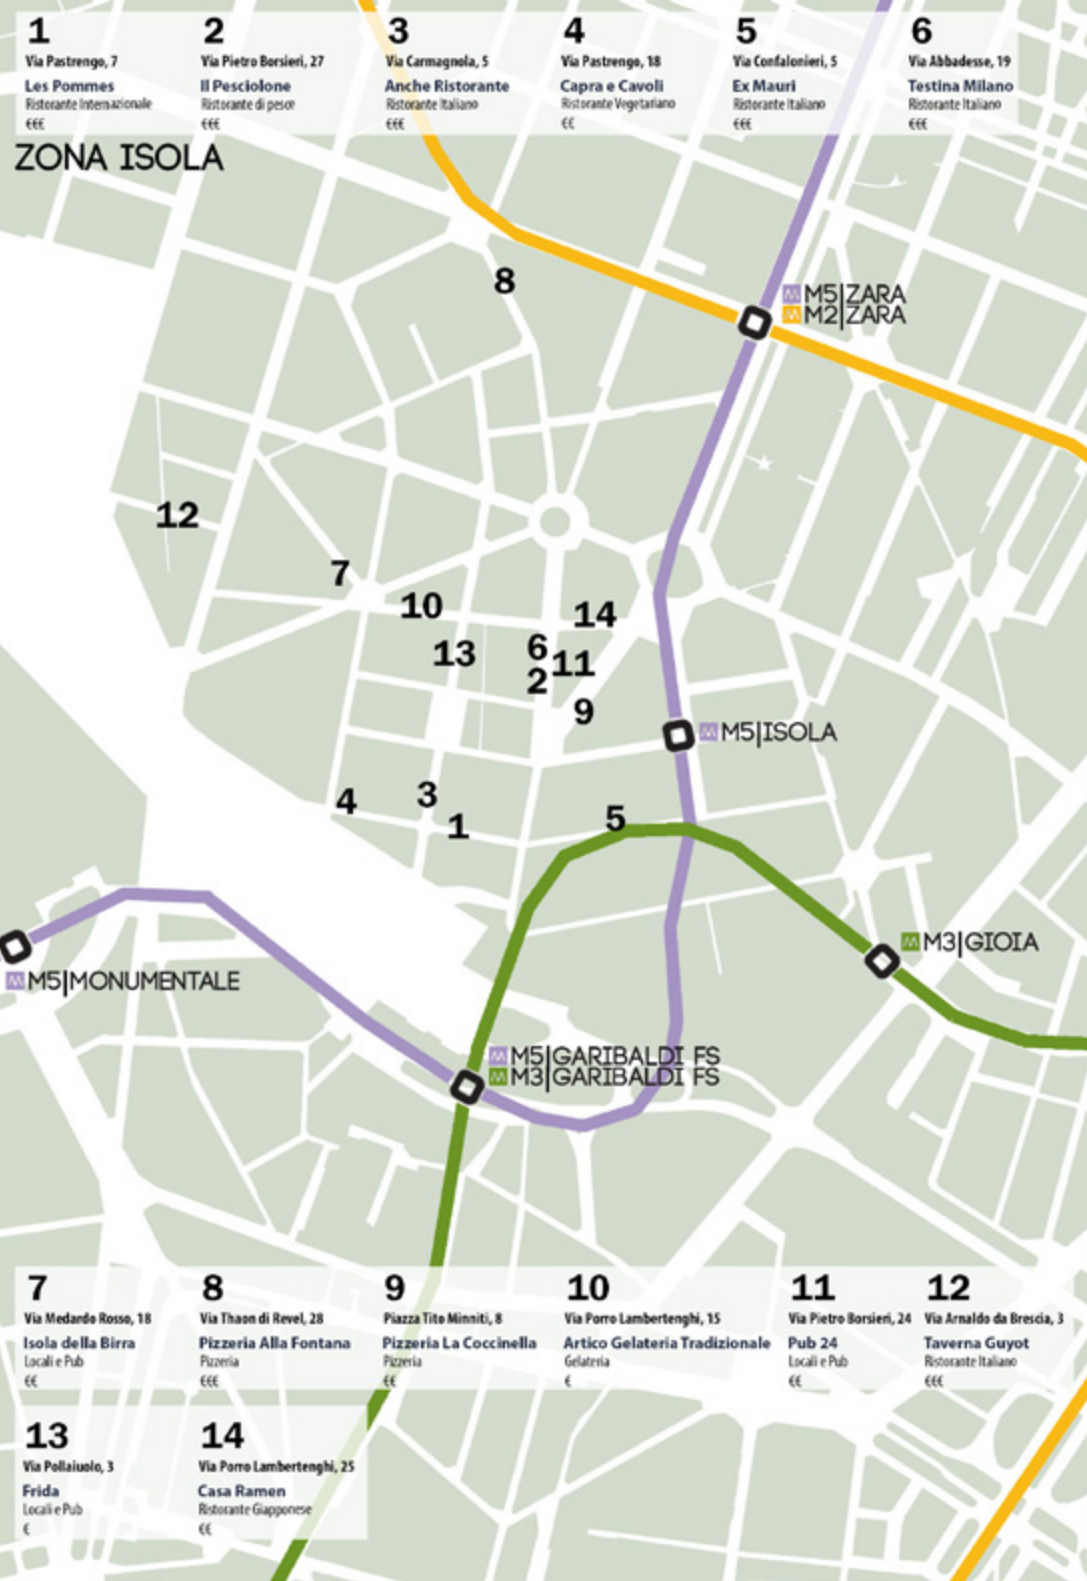 1
Via Pastrengo, 7
Les Pommes
Ristorante Internazionale
€€€
2
Via Pietro Borsieri, 27
Il Pesciolone
Ristorante di pesce
€€€
3
Via Carmagnola, 5
Anche Ristorante
Ristorante Italiano
€€€
4
Via Pastrengo, 18
Capra e Cavoli
Ristorante Vegetariano
€€
5
Via Confalonieri, 5
Ex Mauri
Ristorante Italiano
€€€
6
Via Abbadesse, 19
Testina Milano
Ristorante Italiano
€€€
ZONA ISOLA
8
M5|ZARA
M2|ZARA
12
7
10
14
13
6
11
2
9
M5|ISOLA
4
3
1
5
M3|GIOIA
M5|MONUMENTALE
M5|GARIBALDI FS
M3|GARIBALDI FS
7
Via Medardo Rosso, 18
Isola della Birra
Locali e Pub
€€
8
Via Thaon di Revel, 28
Pizzeria Alla Fontana
Pizzeria
€€€
9
Piazza Tito Minniti, 8
Pizzeria La Coccinella
Pizzeria
€€
10
Via Porro Lambertenghi, 15
Artico Gelateria Tradizionale
Gelateria
€
11
Via Pietro Borsieri, 24
Pub 24
Locali e Pub
€€
12
Via Arnaldo da Brescia, 3
Taverna Guyot
Ristorante Italiano
€€€
13
Via Pollaiuolo, 3
Frida
Locali e Pub
€
14
Via Porro Lambertenghi, 25
Casa Ramen
Ristorante Giapponese
€€